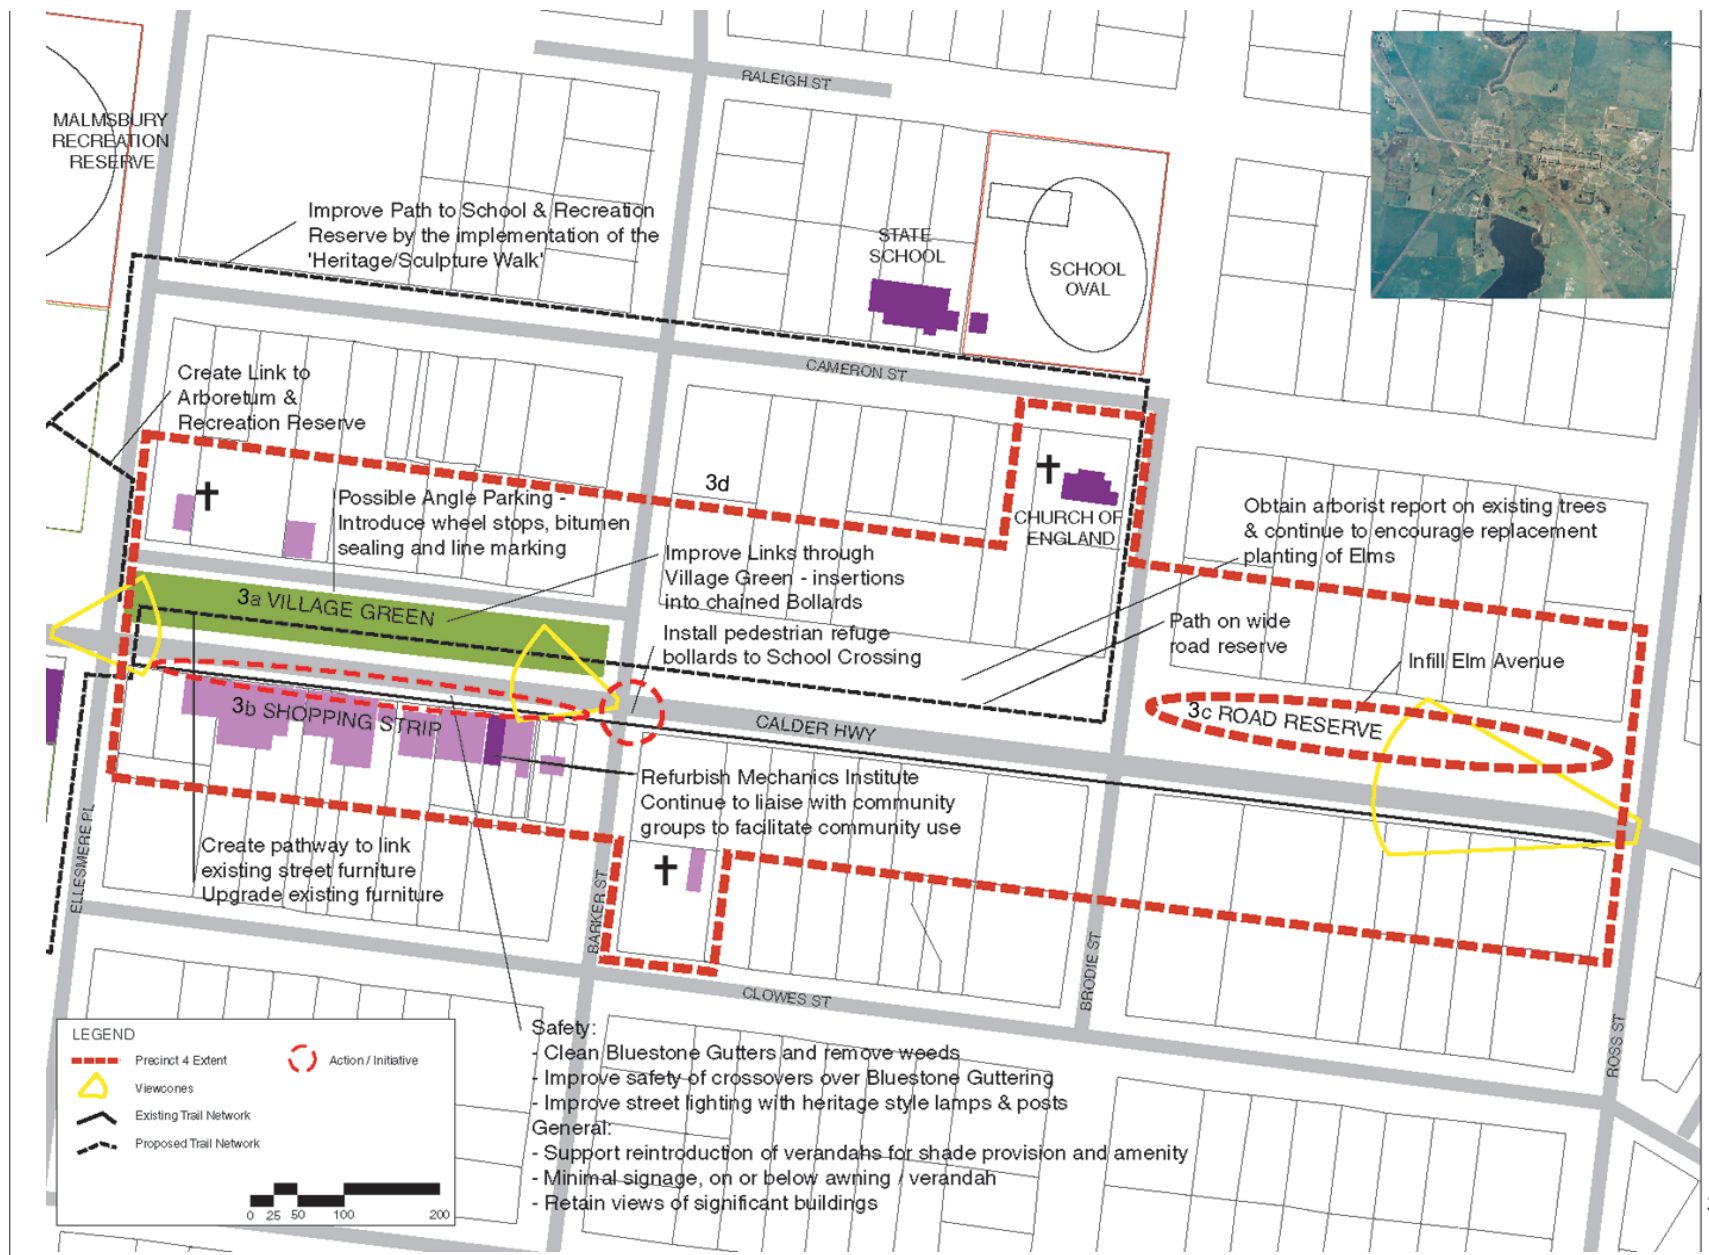 RALEIGH ST
MALMSBURY
RECREATION
RESERVE
Improve Path to School & Recreation
Reserve by the implementation of the
'Heritage/Sculpture Walk'
STATE
SCHOOL
SCHOOL
OVAL
CAMERON ST
Create Link to
Arboretum &
Recreation Reserve
3d
Possible Angle Parking -
Introduce wheel stops, bitumen
sealing and line marking
CHURCH OF
ENGLAND
Obtain arborist report on existing trees
& continue to encourage replacement
planting of Elms
Improve Links through
Village Green - insertions
into chained Bollards
3a VILLAGE GREEN
Install pedestrian refuge
bollards to School Crossing
Path on wide
road reserve
Infill Elm Avenue
3b SHOPPING STRIP
3c ROAD RESERVE
CALDER HWY
Refurbish Mechanics Institute
Continue to liaise with community
groups to facilitate community use
Create pathway to link
existing street furniture
Upgrade existing furniture
ELLESMERE PL
BARKER ST
BRODIE ST
CLOWES ST
ROSS ST
Safety:
- Clean Bluestone Gutters and remove weeds
- Improve safety of crossovers over Bluestone Guttering
- Improve street lighting with heritage style lamps & posts
General:
- Support reintroduction of verandahs for shade provision and amenity
- Minimal signage, on or below awning / verandah
- Retain views of significant buildings
LEGEND
Precinct 4 Extent
Action / Initiative
Viewcones
Existing Trail Network
Proposed Trail Network
0 25 50 100 200